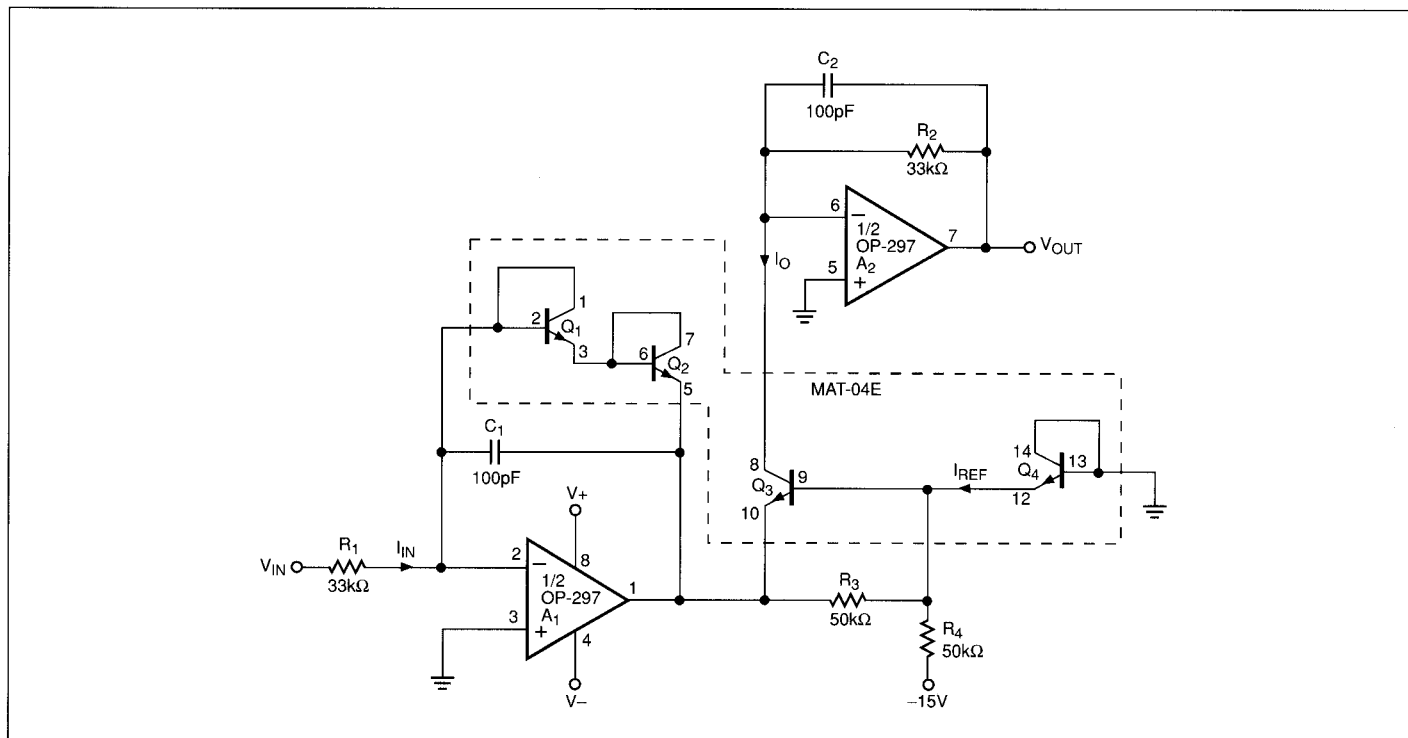 C2
100pF
R2
33kΩ
6
−
1/2
OP-297
A2
7
VOUT
5
+
IO
1
2
Q1
3
7
6
Q2
5
MAT-04E
C1
100pF
8
9
Q3
10
IREF
14
Q4
13
12
V+
VIN
R1
33kΩ
IIN
2
−
8
1/2
OP-297
A1
1
3
+
4
V−
R3
50kΩ
R4
50kΩ
−15V